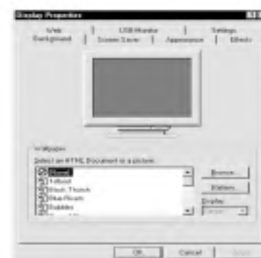 Display Properties
Web USB Monitor Settings
Background Screen Saver Appearance Effects
Wallpaper
Select an HTML Document or a picture:
(None)
1stboot
Black Thatch
Blue Rivets
Bubbles
Browse...
Pattern...
Display:
OK Cancel Apply